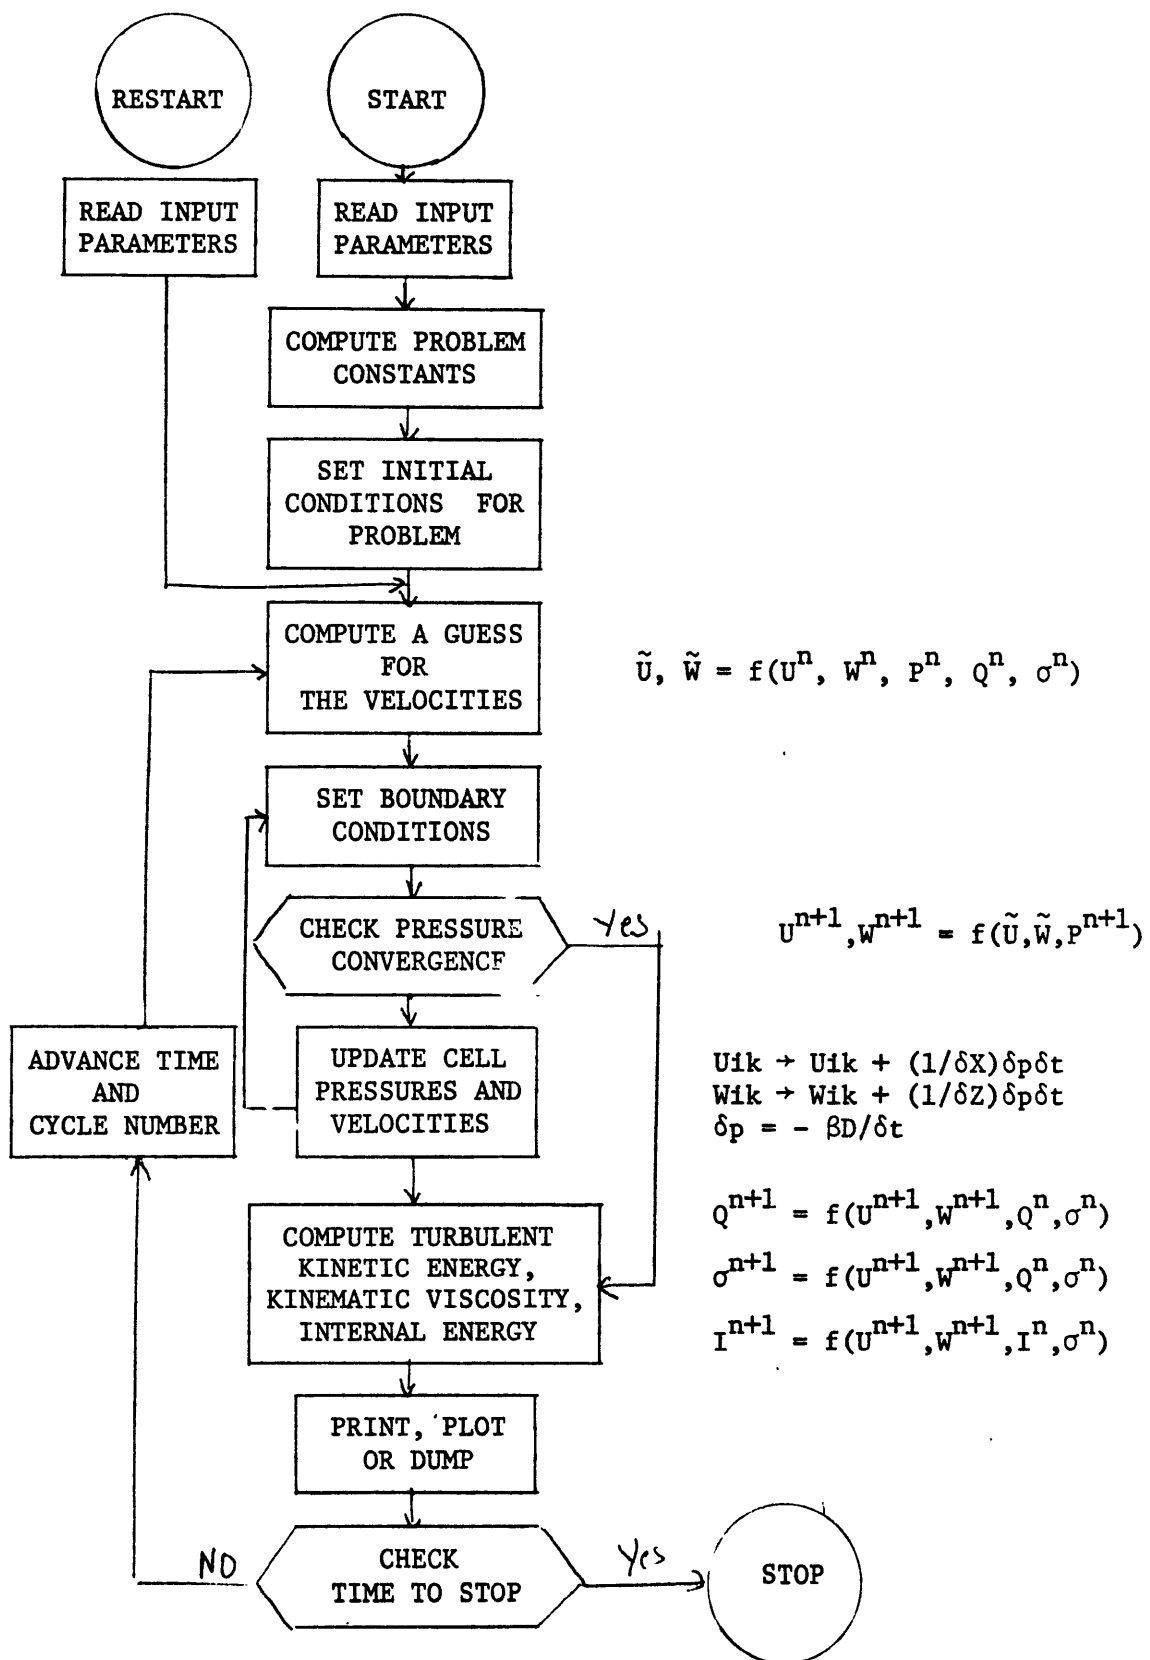 RESTART
START
READ INPUT
PARAMETERS
READ INPUT
PARAMETERS
COMPUTE PROBLEM
CONSTANTS
SET INITIAL
CONDITIONS FOR
PROBLEM
COMPUTE A GUESS
FOR
THE VELOCITIES
Ũ, W̃ = f(Uⁿ, Wⁿ, Pⁿ, Qⁿ, σⁿ)
SET BOUNDARY
CONDITIONS
CHECK PRESSURE
CONVERGENCE
Yes
Uⁿ⁺¹,Wⁿ⁺¹ = f(Ũ,W̃,Pⁿ⁺¹)
ADVANCE TIME
AND
CYCLE NUMBER
UPDATE CELL
PRESSURES AND
VELOCITIES
Uik → Uik + (1/δX)δpδt
Wik → Wik + (1/δZ)δpδt
δp = - βD/δt
COMPUTE TURBULENT
KINETIC ENERGY,
KINEMATIC VISCOSITY,
INTERNAL ENERGY
Qⁿ⁺¹ = f(Uⁿ⁺¹,Wⁿ⁺¹,Qⁿ,σⁿ)
σⁿ⁺¹ = f(Uⁿ⁺¹,Wⁿ⁺¹,Qⁿ,σⁿ)
Iⁿ⁺¹ = f(Uⁿ⁺¹,Wⁿ⁺¹,Iⁿ,σⁿ)
PRINT, PLOT
OR DUMP
NO
CHECK
TIME TO STOP
Yes
STOP